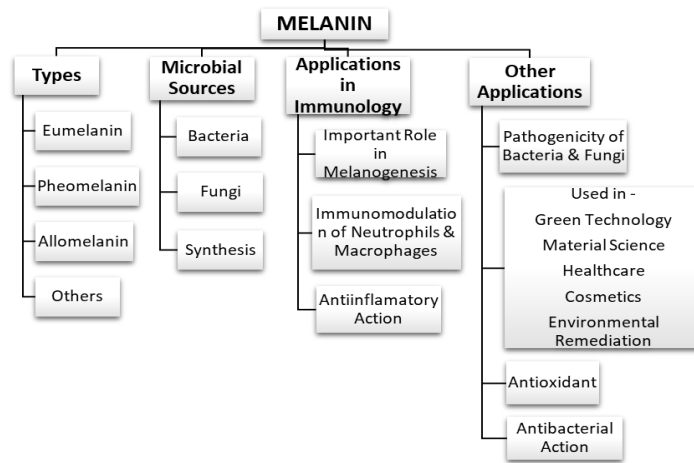 MELANIN
Types
Eumelanin
Pheomelanin
Allomelanin
Others
Microbial
Sources
Bacteria
Fungi
Synthesis
Applications
in
Immunology
Important Role
in
Melanogenesis
Immunomodulatio
n of Neutrophils &
Macrophages
Antiinflamatory
Action
Other
Applications
Pathogenicity of
Bacteria & Fungi
Used in -
Green Technology
Material Science
Healthcare
Cosmetics
Environmental
Remediation
Antioxidant
Antibacterial
Action